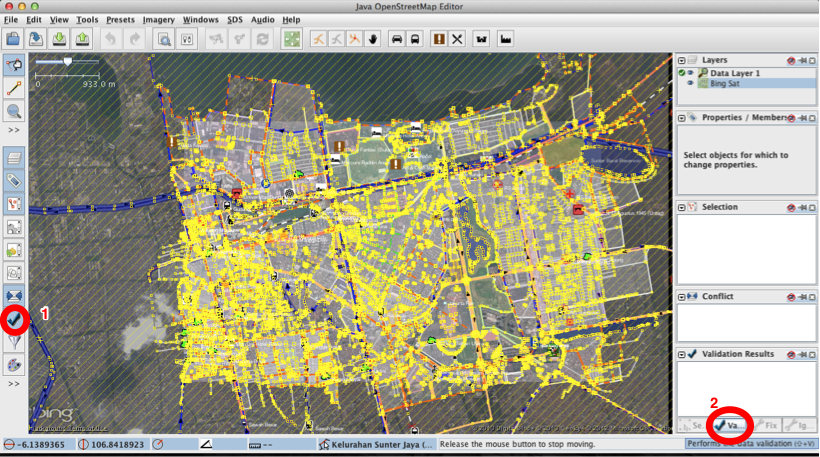 Java OpenStreetMap Editor
File Edit View Tools Presets Imagery Windows SDS Audio Help
0 933.0 m
>>
1
>>
Layers
Data Layer 1
Bing Sat
Properties / Members
Select objects for which to
change properties.
Selection
Conflict
Validation Results
2
Se... Va... Fix Ig...
bing
-6.1389365 106.8418923 -- Kelurahan Sunter Jaya (... Release the mouse button to stop moving. Performs the data validation (⇧+V)